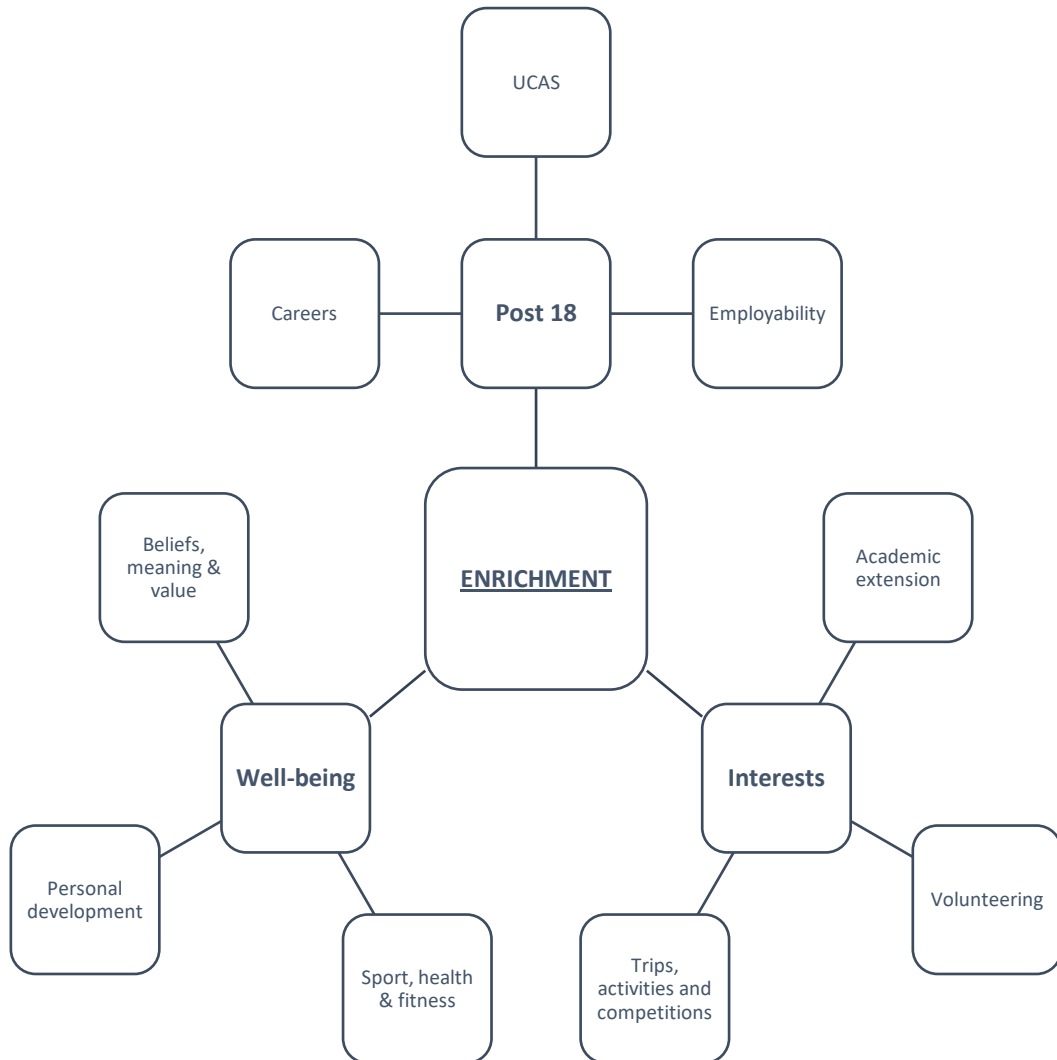 UCAS
Careers
Post 18
Employability
ENRICHMENT
Beliefs,
meaning &
value
Academic
extension
Well-being
Interests
Personal
development
Sport, health
& fitness
Trips,
activities and
competitions
Volunteering